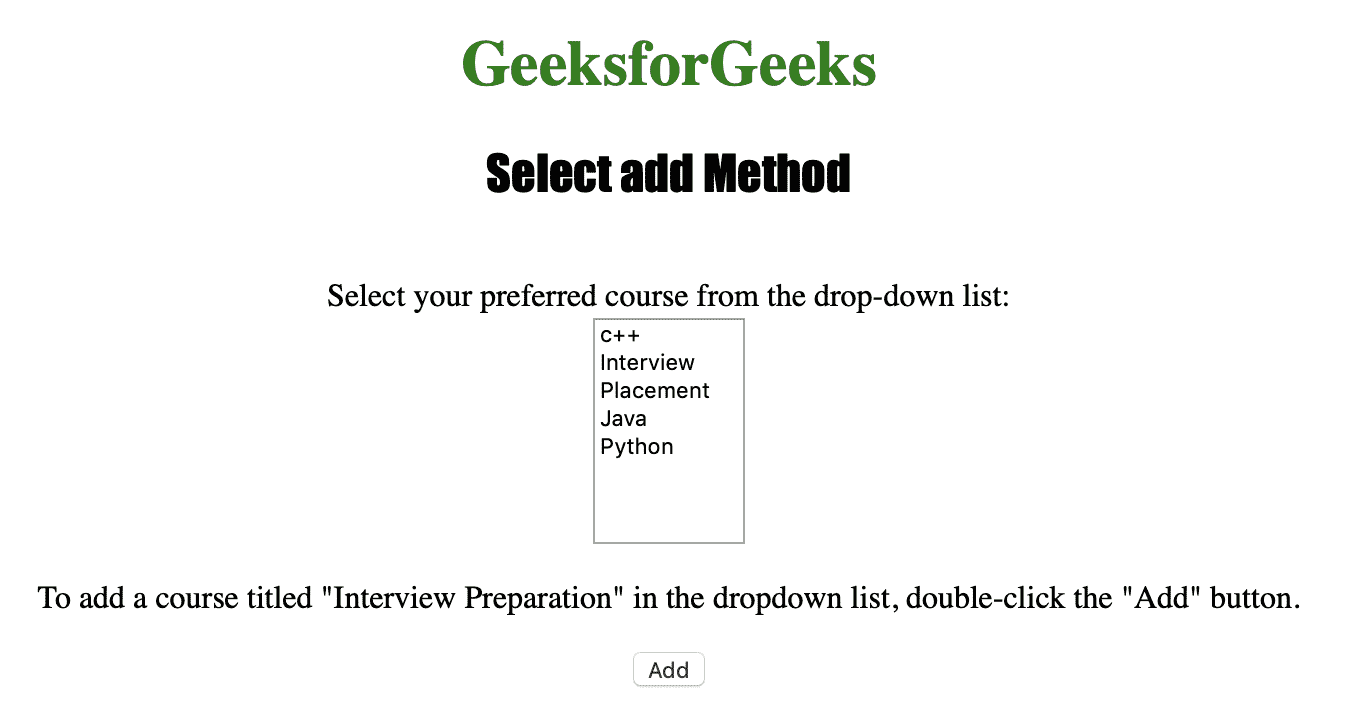 GeeksforGeeks
Select add Method
Select your preferred course from the drop-down list:
c++
Interview
Placement
Java
Python
To add a course titled "Interview Preparation" in the dropdown list, double-click the "Add" button.
Add